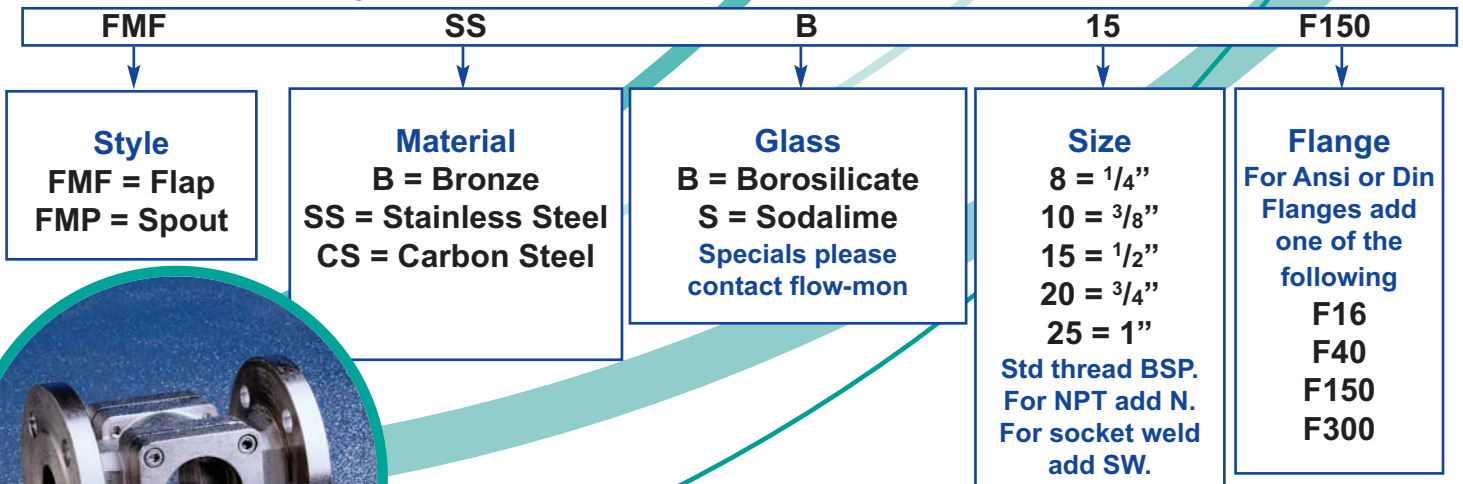 FMF SS B 15 F150
Style
FMF = Flap
FMP = Spout
Material
B = Bronze
SS = Stainless Steel
CS = Carbon Steel
Glass
B = Borosilicate
S = Sodalime
Specials please
contact flow-mon
Size
8 = 1/4”
10 = 3/8”
15 = 1/2”
20 = 3/4”
25 = 1”
Std thread BSP.
For NPT add N.
For socket weld
add SW.
Flange
For Ansi or Din
Flanges add
one of the
following
F16
F40
F150
F300